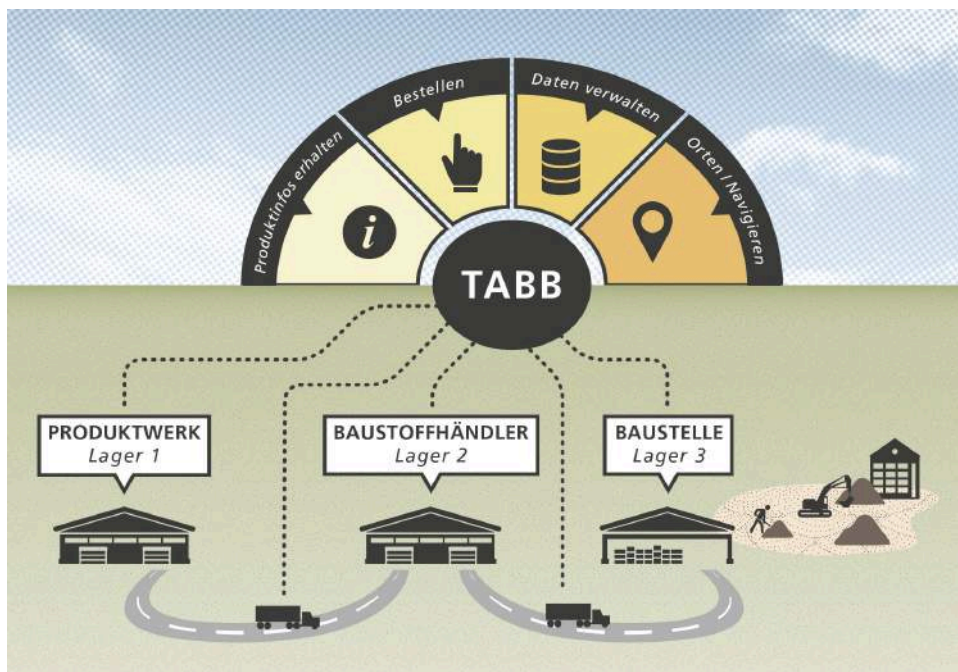 Produktinfos erhalten
Bestellen
Daten verwalten
Orten / Navigieren
i
TABB
PRODUKTWERK
Lager 1
BAUSTOFFHÄNDLER
Lager 2
BAUSTELLE
Lager 3